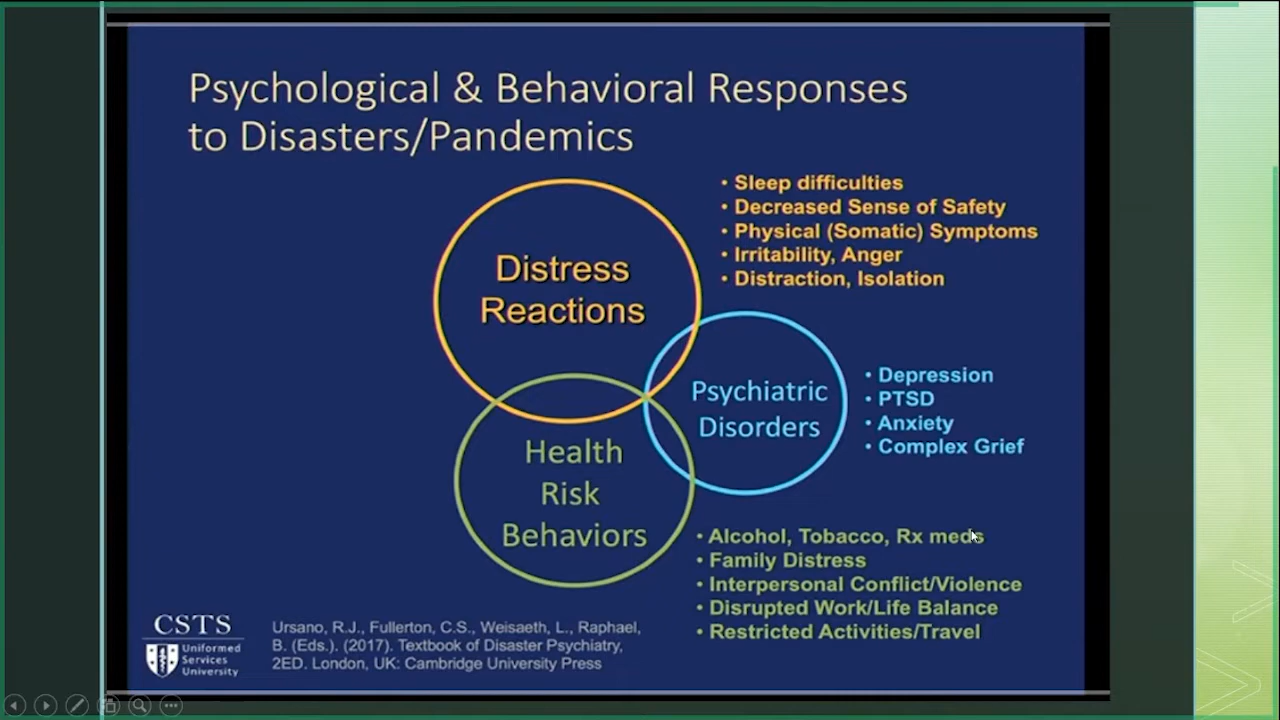 Psychological & Behavioral Responses
to Disasters/Pandemics
Distress
Reactions
• Sleep difficulties
• Decreased Sense of Safety
• Physical (Somatic) Symptoms
• Irritability, Anger
• Distraction, Isolation
Psychiatric
Disorders
• Depression
• PTSD
• Anxiety
• Complex Grief
Health
Risk
Behaviors
• Alcohol, Tobacco, Rx meds
• Family Distress
• Interpersonal Conflict/Violence
• Disrupted Work/Life Balance
• Restricted Activities/Travel
CSTS
Uniformed
Services
University
Ursano, R.J., Fullerton, C.S., Weisaeth, L., Raphael,
B. (Eds.). (2017). Textbook of Disaster Psychiatry,
2ED. London, UK: Cambridge University Press